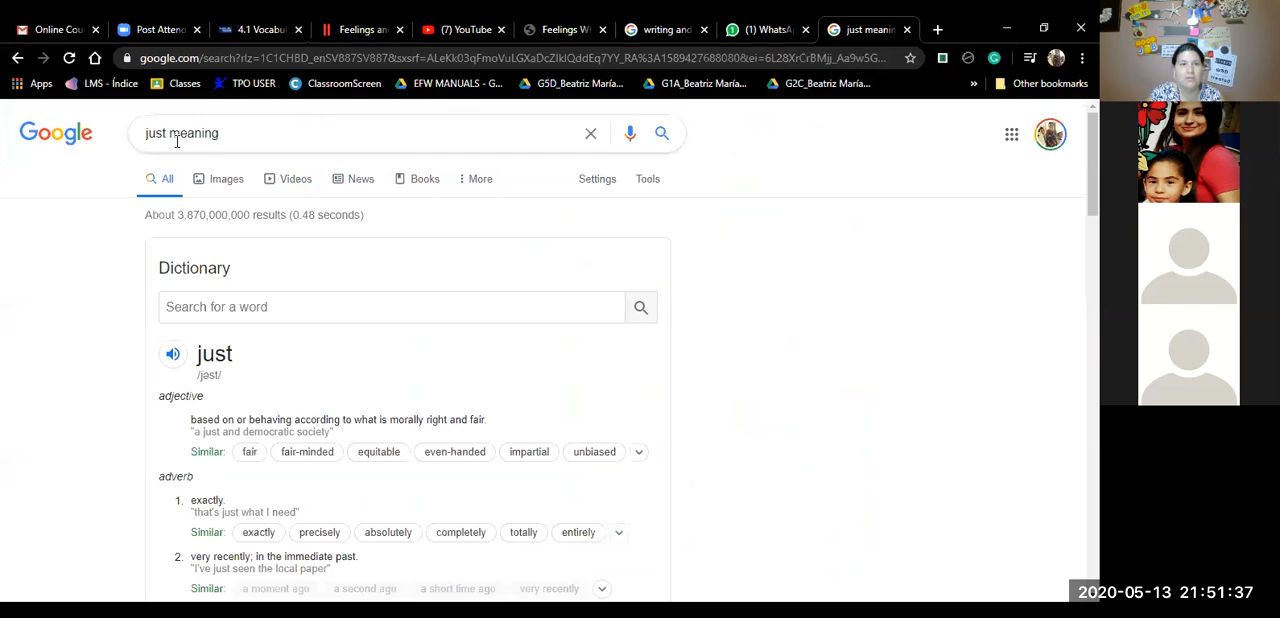 Online Cou
Post Attend
4.1 Vocabul
Feelings an
(7) YouTube
Feelings W
writing and
(1) WhatsA
just meanin
google.com/search?rlz=1C1CHBD_enSV887SV887&sxsrf=
Apps
LMS - Índice
Classes
TPO USER
ClassroomScreen
EFW MANUALS - G...
G5D_Beatriz María...
G1A_Beatriz María...
G2C_Beatriz María...
»
Other bookmarks
Google
just meaning
All
Images
Videos
News
Books
More
Settings
Tools
About 3,870,000,000 results (0.48 seconds)
Dictionary
Search for a word
just
/jəst/
adjective
based on or behaving according to what is morally right and fair.
"a just and democratic society"
Similar: fair fair-minded equitable even-handed impartial unbiased
adverb
1. exactly.
"that's just what I need"
Similar: exactly precisely absolutely completely totally entirely
2. very recently; in the immediate past.
"I've just seen the local paper"
Similar: a moment ago a second ago a short time ago very recently
2020-05-13 21:51:37